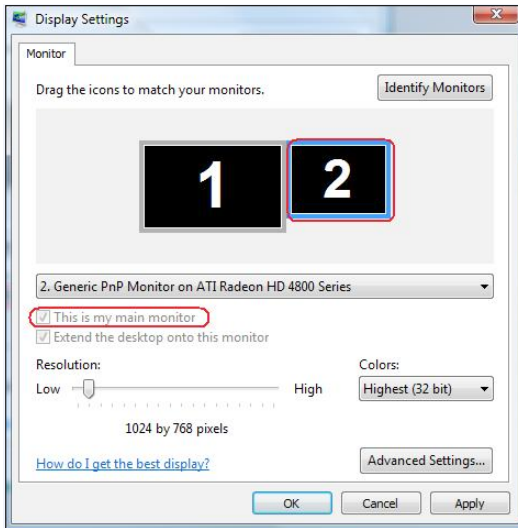 Display Settings
Monitor
Drag the icons to match your monitors.
Identify Monitors
1
2
2. Generic PnP Monitor on ATI Radeon HD 4800 Series
This is my main monitor
Extend the desktop onto this monitor
Resolution:
Colors:
Low
High
Highest (32 bit)
1024 by 768 pixels
How do I get the best display?
Advanced Settings...
OK
Cancel
Apply